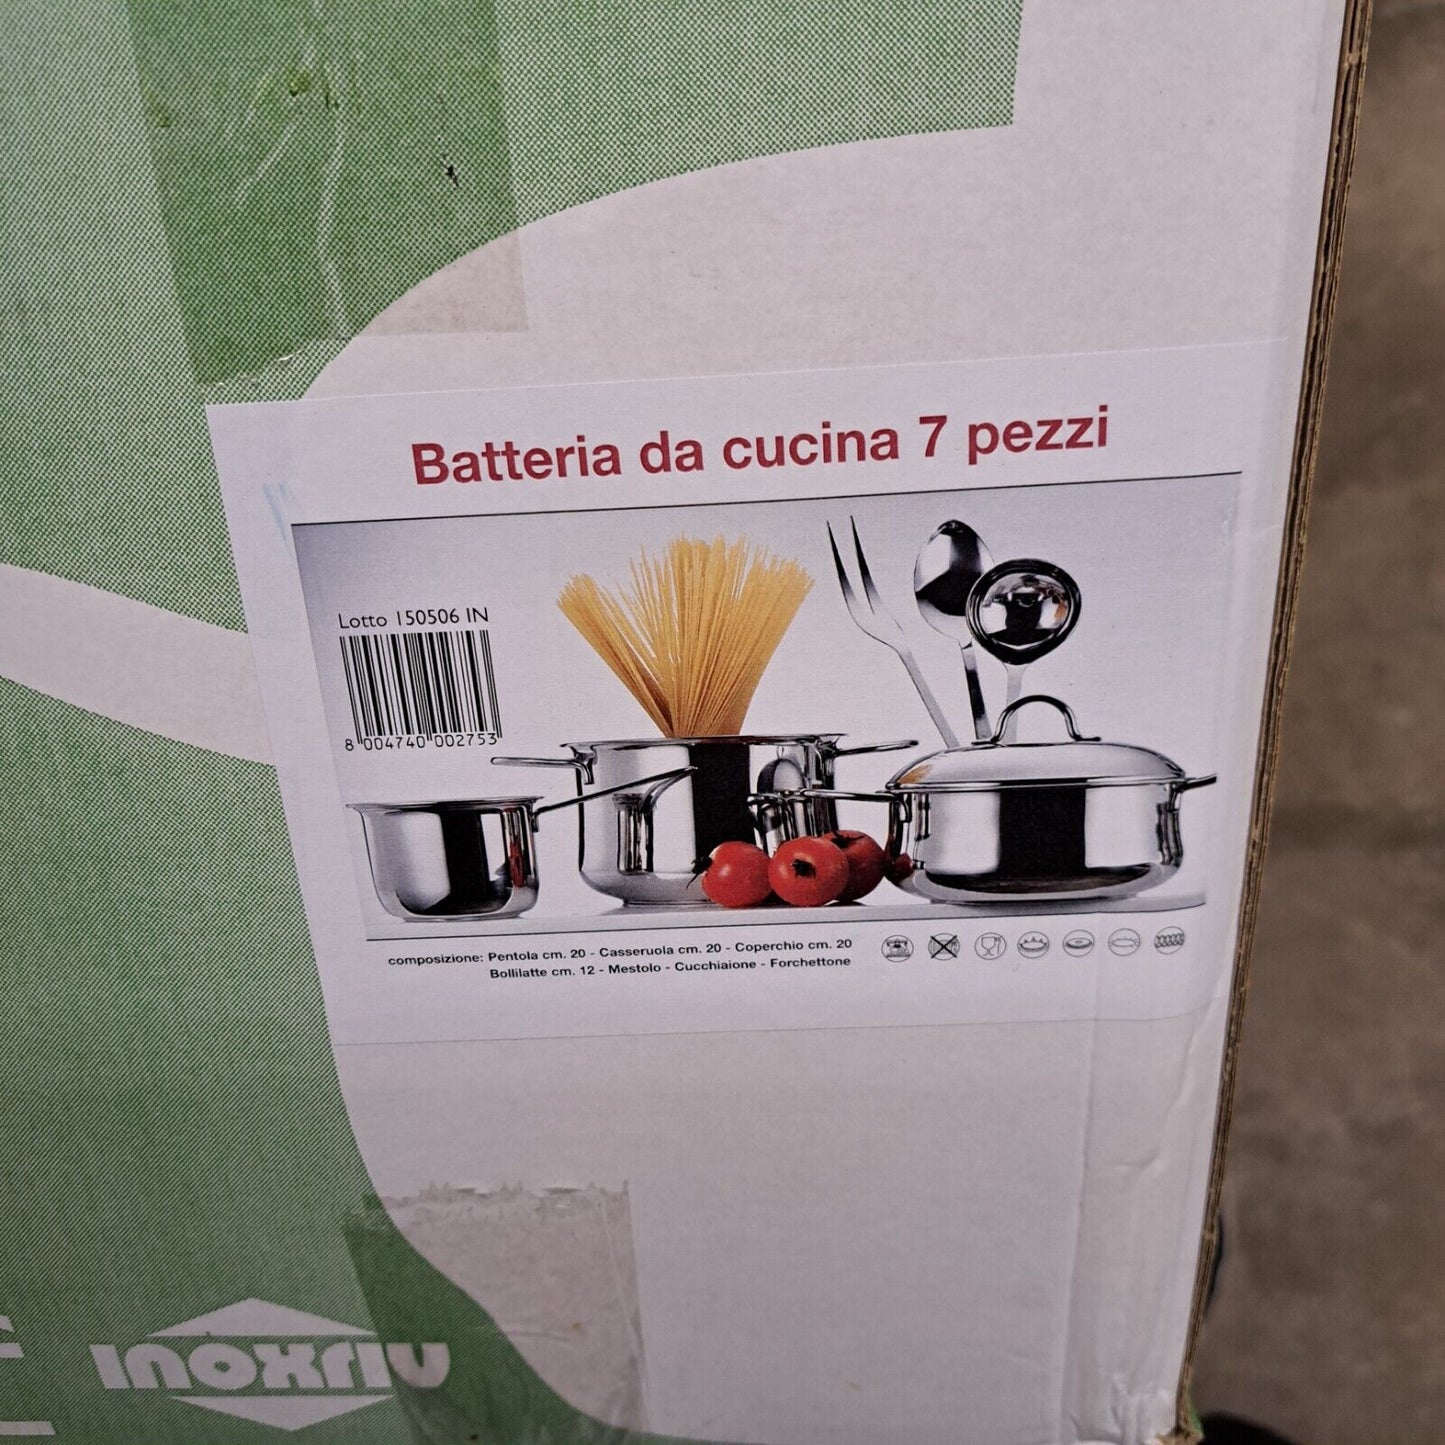 Batteria da cucina 7 pezzi
Lotto 150506 IN
8 004740 002753
composizione: Pentola cm. 20 - Casseruola cm. 20 - Coperchio cm. 20
Bollilatte cm. 12 - Mestolo - Cucchiaione - Forchettone
INOXRIV